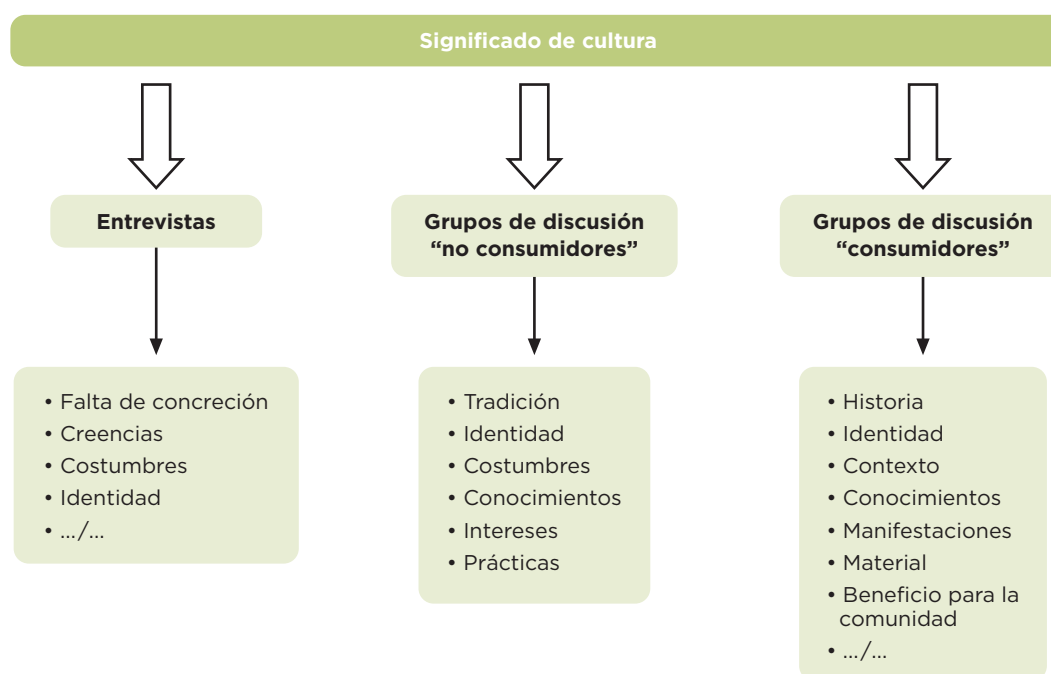 Significado de cultura
Entrevistas
• Falta de concreción
• Creencias
• Costumbres
• Identidad
• .../...
Grupos de discusión
“no consumidores”
• Tradición
• Identidad
• Costumbres
• Conocimientos
• Intereses
• Prácticas
Grupos de discusión
“consumidores”
• Historia
• Identidad
• Contexto
• Conocimientos
• Manifestaciones
• Material
• Beneficio para la
comunidad
• .../...